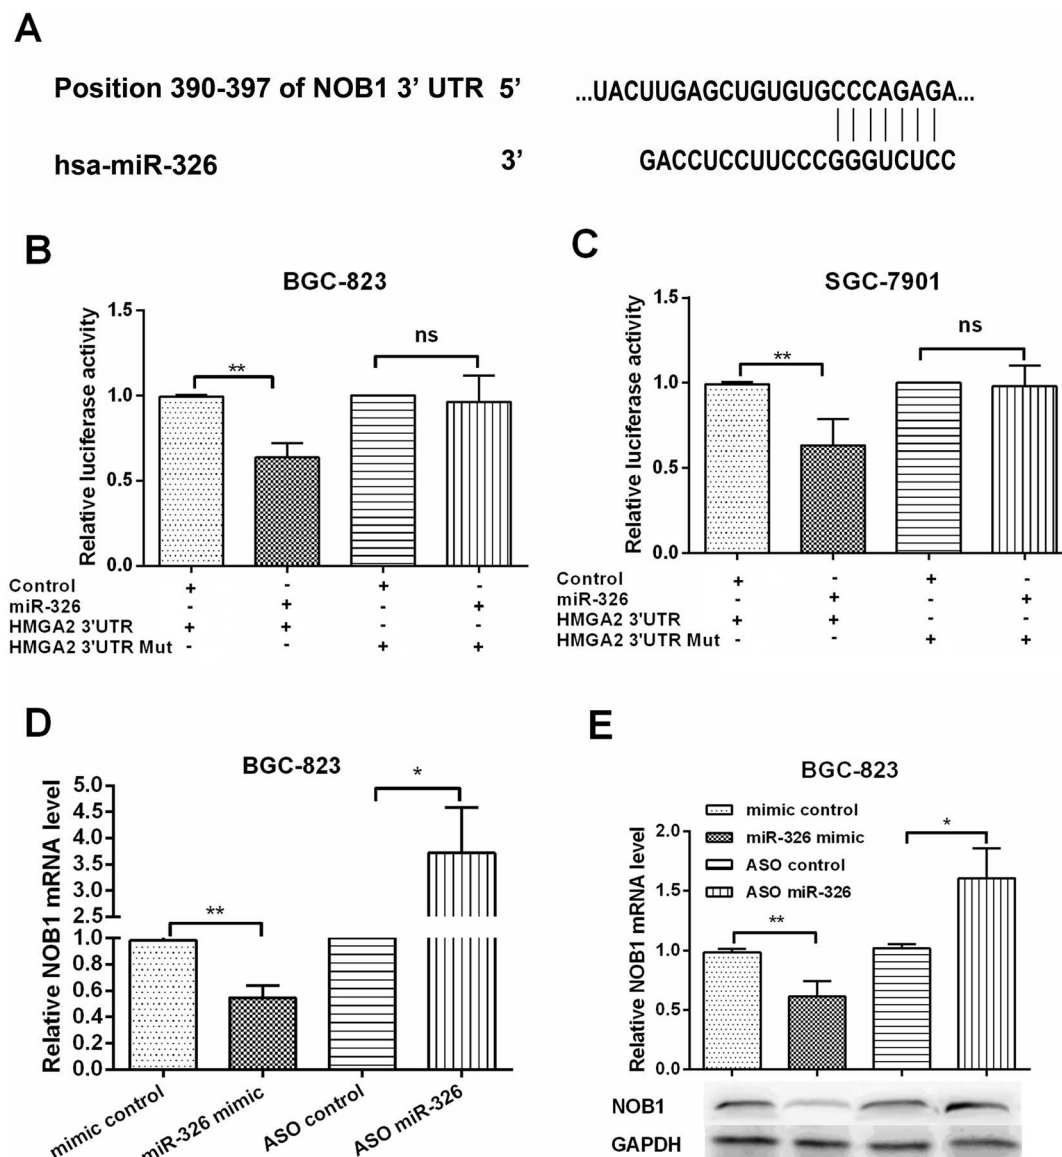 A
Position 390-397 of NOB1 3’ UTR 5’ ...UACUUGAGCUGUGUGCCCAGAGA...
hsa-miR-326 3’ GACCUCCUUCCCGGGUCUCC
B
BGC-823
Relative luciferase activity
1.5
1.0
0.5
0.0
**
ns
Control + - + -
miR-326 - + - +
HMGA2 3'UTR + + - -
HMGA2 3'UTR Mut - - + +
C
SGC-7901
Relative luciferase activity
1.5
1.0
0.5
0.0
**
ns
Control + - + -
miR-326 - + - +
HMGA2 3'UTR + + - -
HMGA2 3'UTR Mut - - + +
D
BGC-823
Relative NOB1 mRNA level
5.0
4.5
4.0
3.5
3.0
2.5
1.0
0.8
0.6
0.4
0.2
0.0
**
*
mimic control
miR-326 mimic
ASO control
ASO miR-326
E
BGC-823
mimic control
miR-326 mimic
ASO control
ASO miR-326
Relative NOB1 mRNA level
2.0
1.5
1.0
0.5
0.0
**
*
NOB1
GAPDH